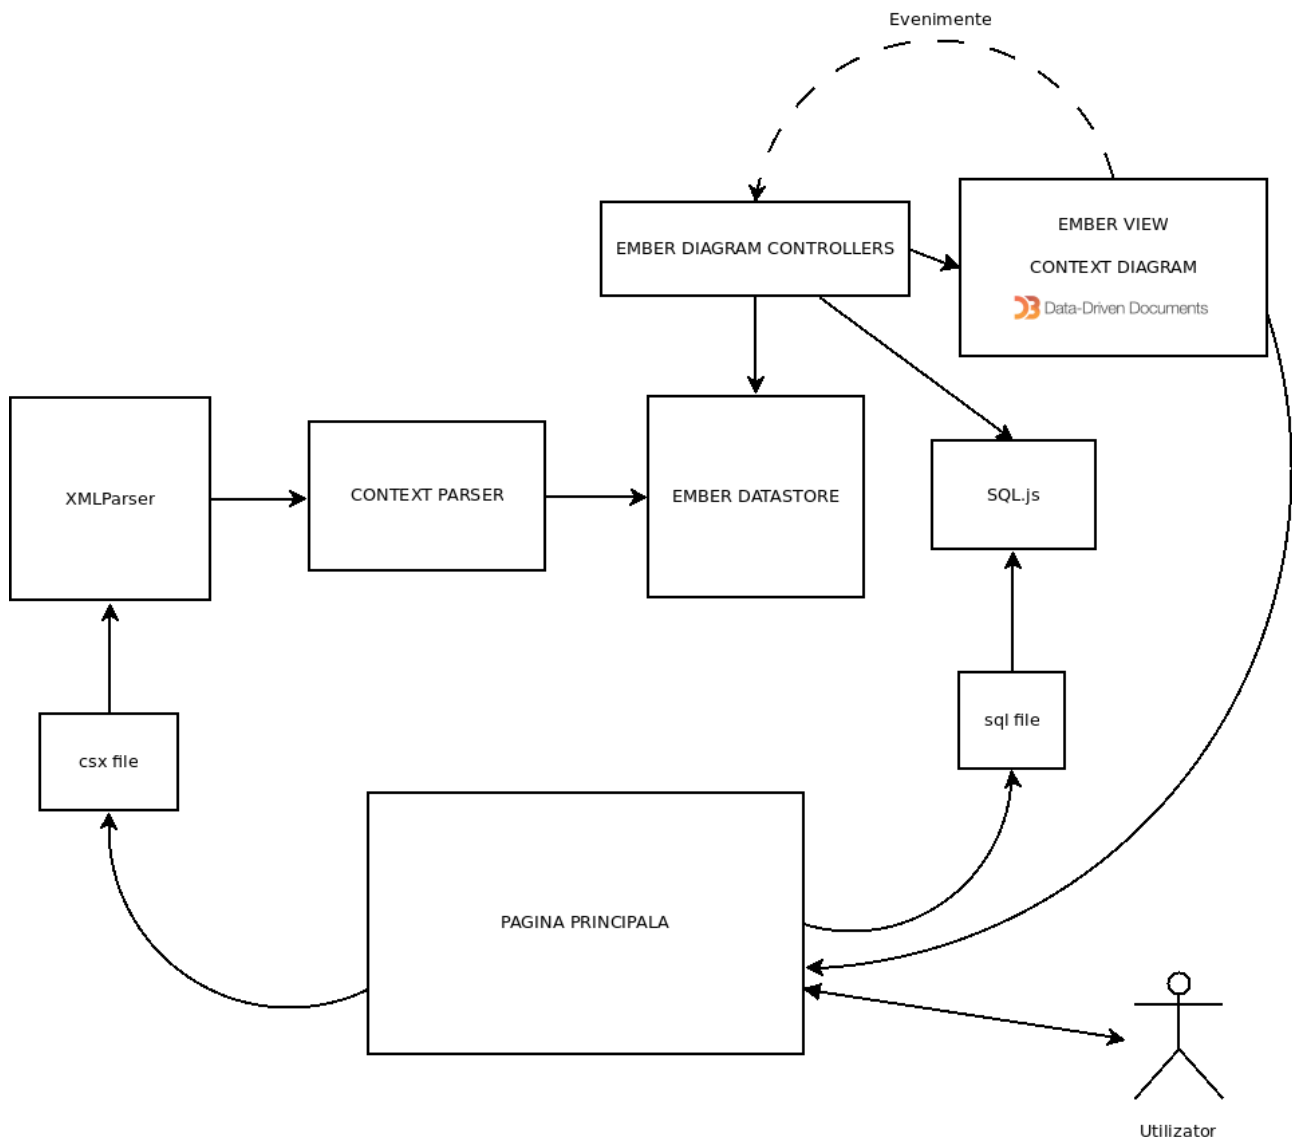 Evenimente
EMBER DIAGRAM CONTROLLERS
EMBER VIEW
CONTEXT DIAGRAM
D3 Data-Driven Documents
XMLParser
CONTEXT PARSER
EMBER DATASTORE
SQL.js
csx file
sql file
PAGINA PRINCIPALA
Utilizator